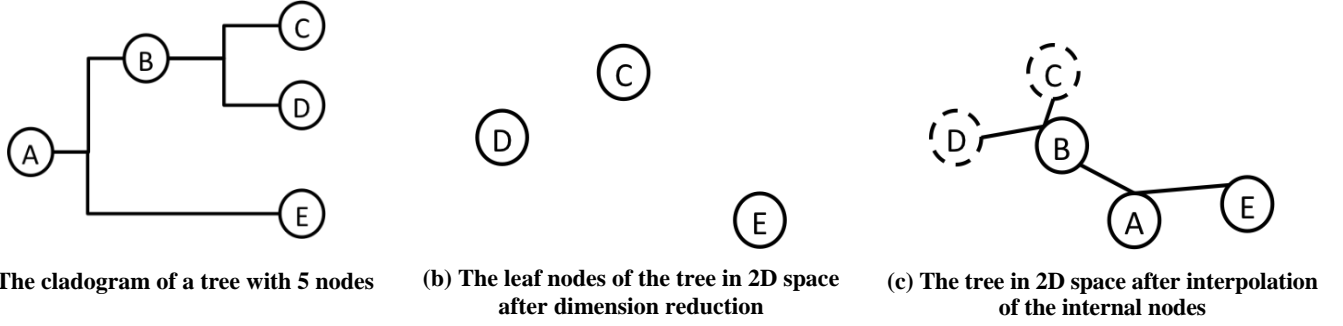 C
B
D
A
E
C
D
E
C
D
B
A
E
The cladogram of a tree with 5 nodes
(b) The leaf nodes of the tree in 2D space
after dimension reduction
(c) The tree in 2D space after interpolation
of the internal nodes